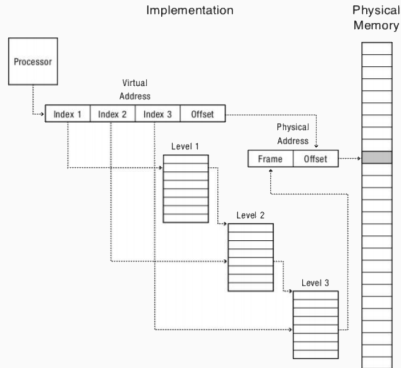 Implementation
Physical
Memory
Processor
Virtual
Address
Index 1 Index 2 Index 3 Offset
Physical
Address
Frame Offset
Level 1
Level 2
Level 3